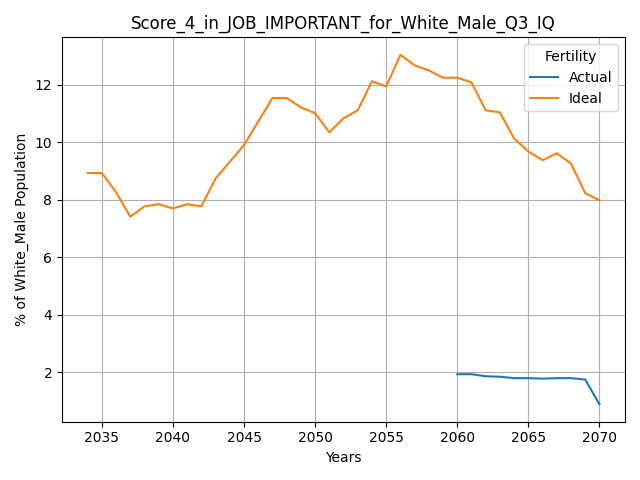 Score_4_in_JOB_IMPORTANT_for_White_Male_Q3_IQ
Fertility
Actual
Ideal
% of White_Male Population
12
10
8
6
4
2
2035 2040 2045 2050 2055 2060 2065 2070
Years